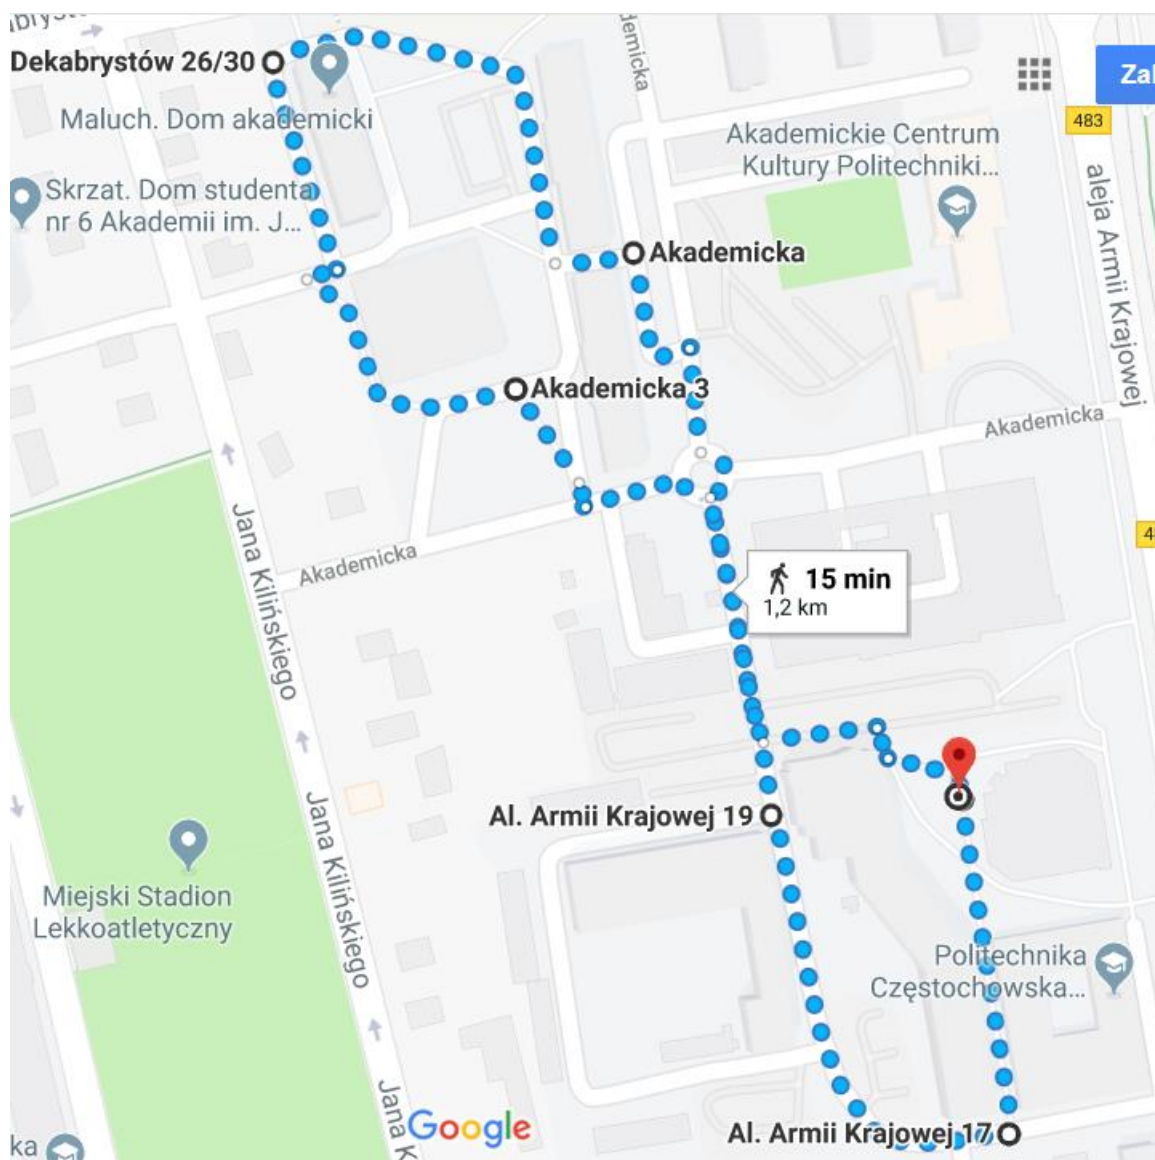 Dekabrystów 26/30
Maluch. Dom akademicki
Skrzat. Dom studenta
nr 6 Akademii im. J...
Akademickie Centrum
Kultury Politechniki...
483
aleja Armii Krajowej
Akademicka
Akademicka 3
Akademicka
Akademicka
Jana Kilińskiego
15 min
1,2 km
Al. Armii Krajowej 19
Jana Kilińskiego
Miejski Stadion
Lekkoatletyczny
Politechnika
Częstochowska...
Google
Al. Armii Krajowej 17